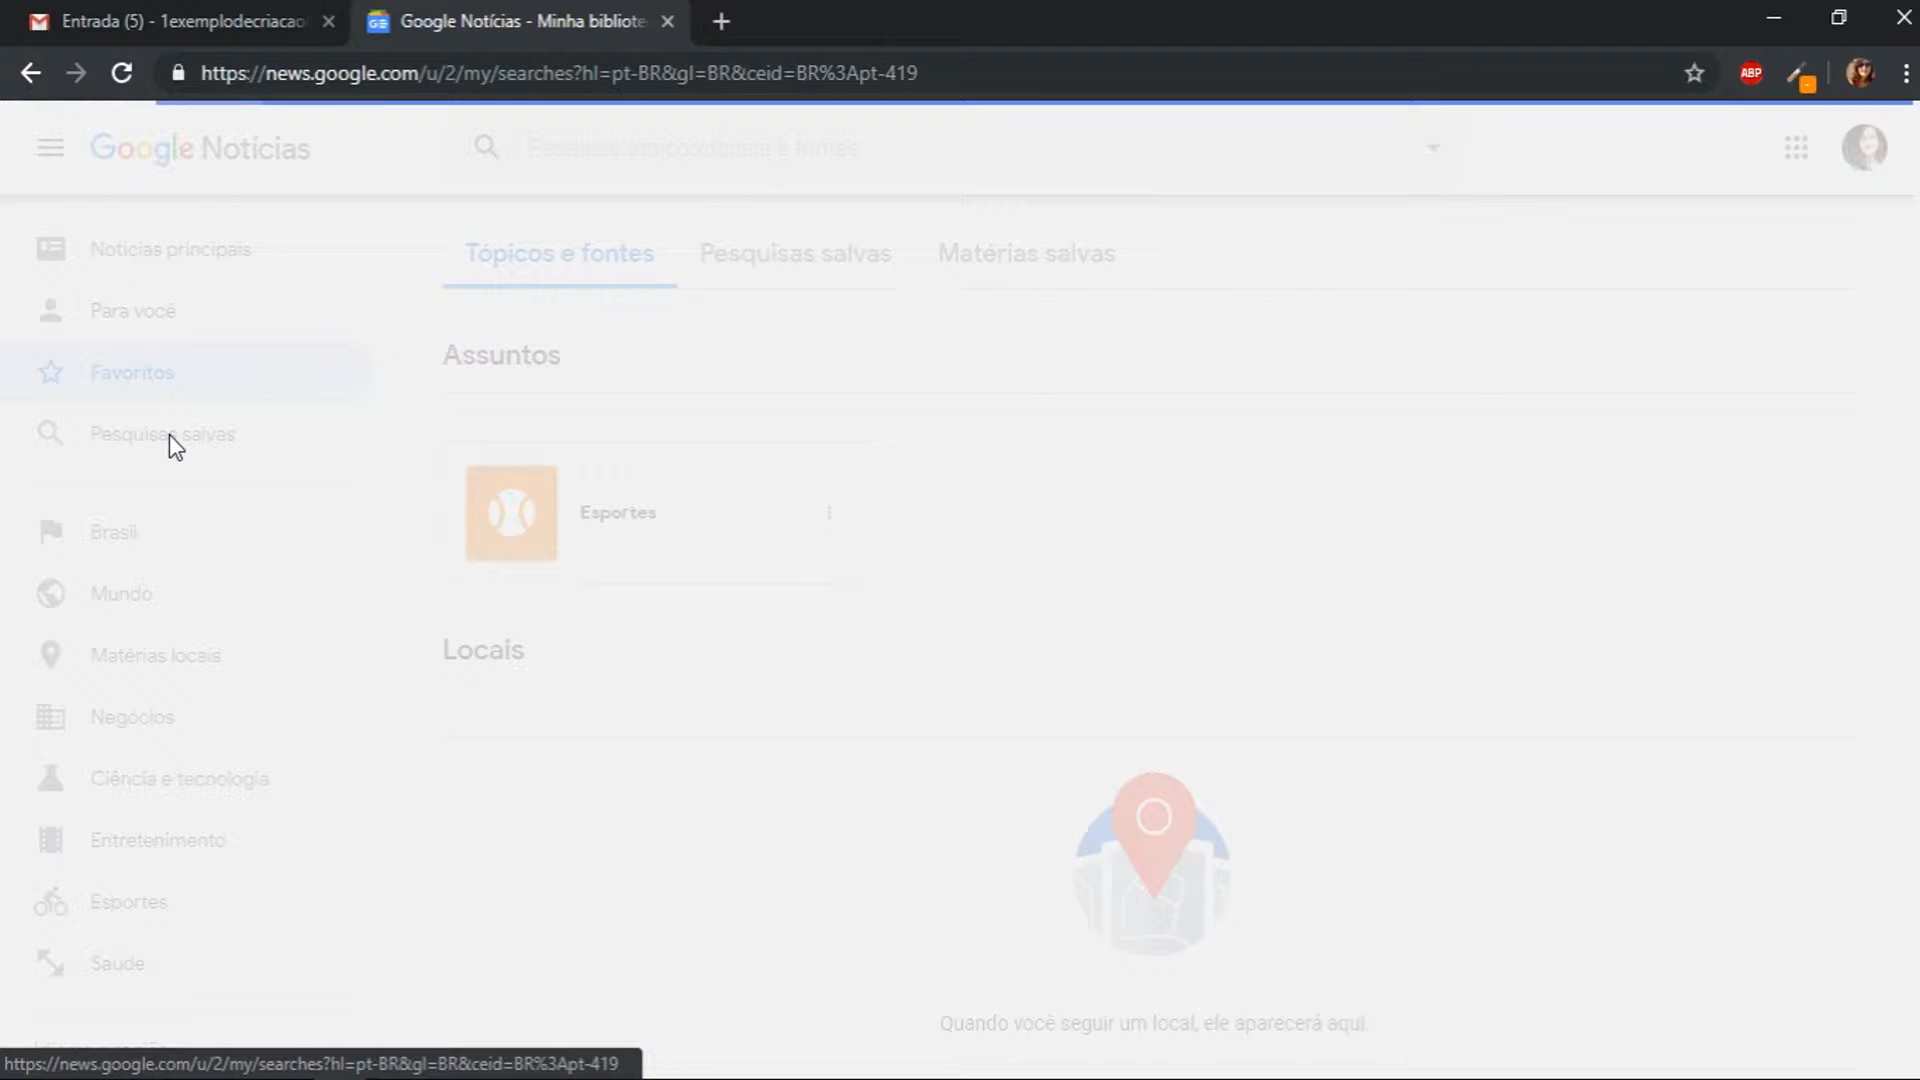 Entrada (5) - 1exemplodecriacao
Google Notícias - Minha bibliote
https://news.google.com/u/2/my/searches?hl=pt-BR&gl=BR&ceid=BR%3Apt-419
ABP
Google Notícias
Notícias principais
Para você
Favoritos
Pesquisas salvas
Brasil
Mundo
Matérias locais
Negócios
Ciência e tecnologia
Entretenimento
Esportes
Saúde
Tópicos e fontes
Pesquisas salvas
Matérias salvas
Assuntos
Esportes
Locais
Quando você seguir um local, ele aparecerá aqui.
https://news.google.com/u/2/my/searches?hl=pt-BR&gl=BR&ceid=BR%3Apt-419